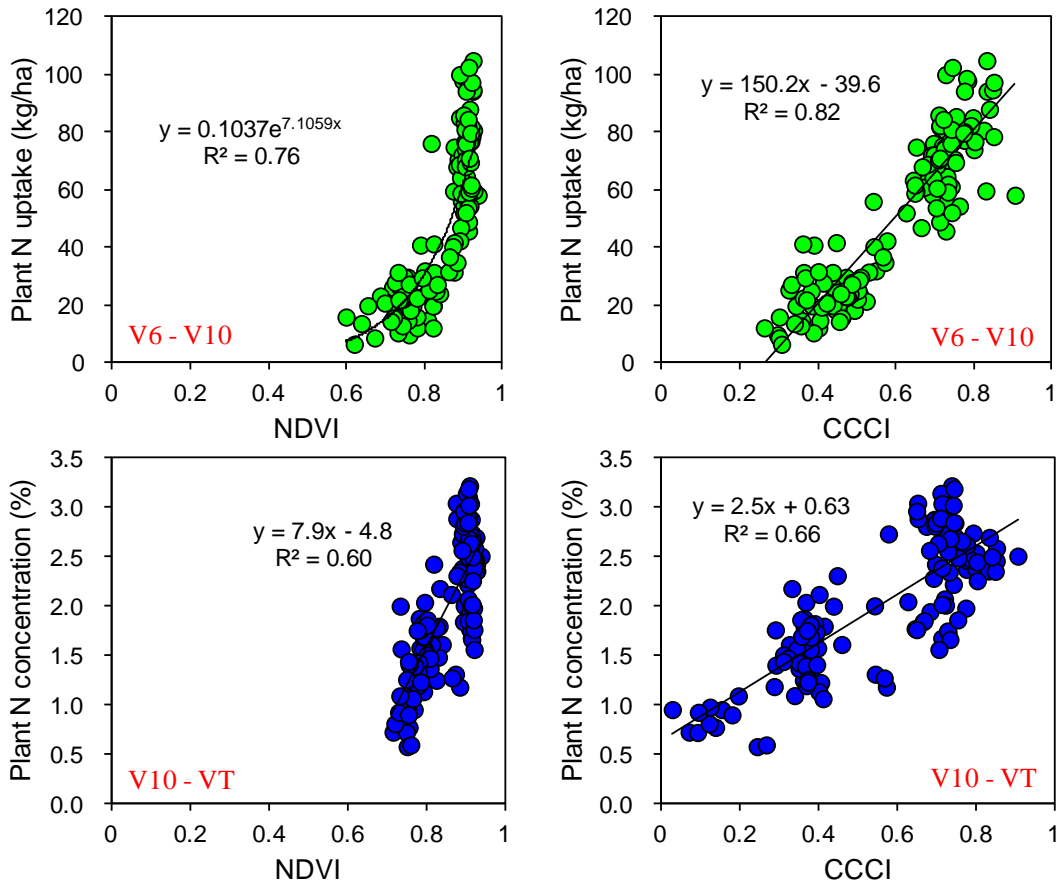 Plant N uptake (kg/ha)
120
100
80
60
40
20
0
y = 0.1037e^7.1059x
R² = 0.76
V6 - V10
0 0.2 0.4 0.6 0.8 1
NDVI
Plant N uptake (kg/ha)
120
100
80
60
40
20
0
y = 150.2x - 39.6
R² = 0.82
V6 - V10
0 0.2 0.4 0.6 0.8 1
CCCI
Plant N concentration (%)
3.5
3.0
2.5
2.0
1.5
1.0
0.5
0.0
y = 7.9x - 4.8
R² = 0.60
V10 - VT
0 0.2 0.4 0.6 0.8 1
NDVI
Plant N concentration (%)
3.5
3.0
2.5
2.0
1.5
1.0
0.5
0.0
y = 2.5x + 0.63
R² = 0.66
V10 - VT
0 0.2 0.4 0.6 0.8 1
CCCI